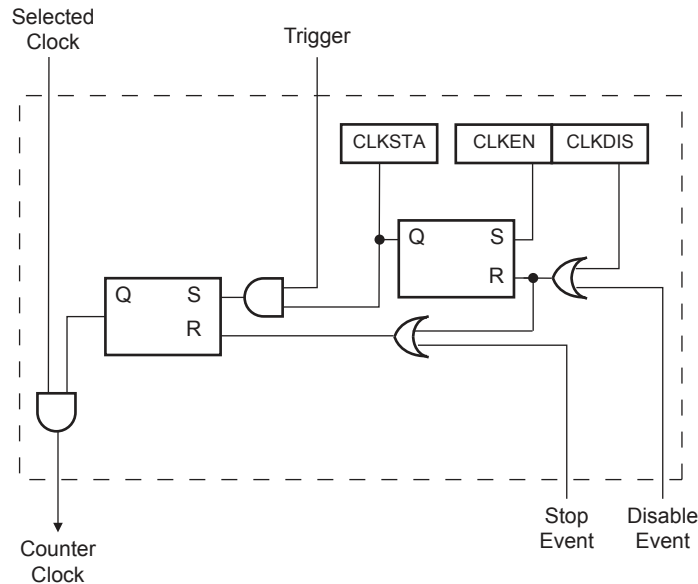 Selected
Clock
Trigger
CLKSTA
CLKEN
CLKDIS
Q
S
R
Q
S
R
Stop
Event
Disable
Event
Counter
Clock